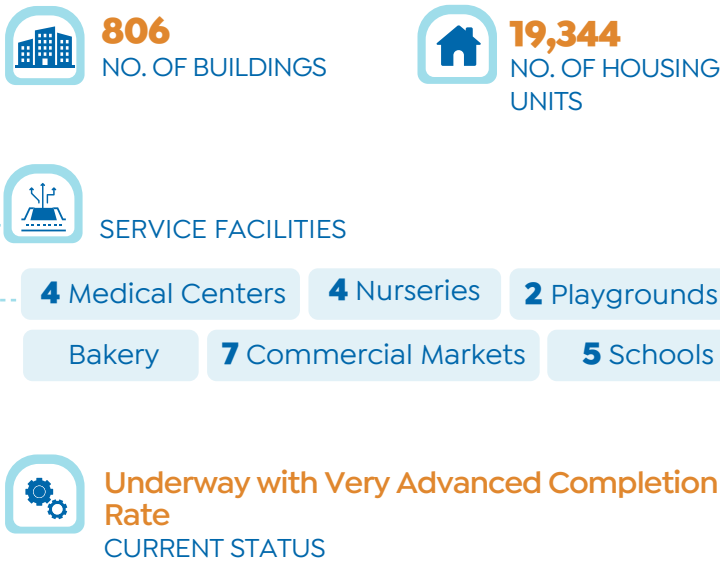 806
NO. OF BUILDINGS
19,344
NO. OF HOUSING
UNITS
SERVICE FACILITIES
4 Medical Centers
4 Nurseries
2 Playgrounds
Bakery
7 Commercial Markets
5 Schools
Underway with Very Advanced Completion
Rate
CURRENT STATUS